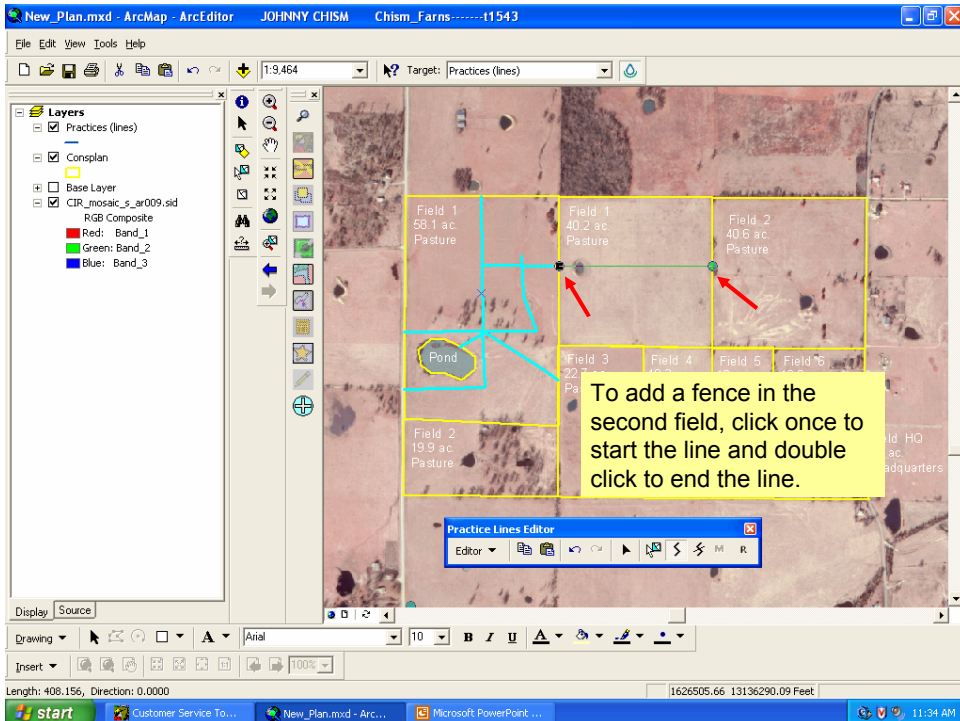 New_Plan.mxd - ArcMap - ArcEditor JOHNNY CHISM Chism_Farns-------t1543
File Edit View Tools Help
1:9,464 Target: Practices (lines)
Layers
Practices (lines)
Consplan
Base Layer
CIR_mosaic_s_ar009.sid
RGB Composite
Red: Band_1
Green: Band_2
Blue: Band_3
Field 1
58.1 ac.
Pasture
Field 1
40.2 ac.
Pasture
Field 2
40.6 ac.
Pasture
Pond
Field 3
Field 4
Field 5
Field 6
Field 2
19.9 ac.
Pasture
HQ
ac.
adquarters
To add a fence in the
second field, click once to
start the line and double
click to end the line.
Practice Lines Editor
Editor M R
Display Source
Drawing A Arial 10 B I U A
Insert 100%
Length: 408.156, Direction: 0.0000 1626505.66 13136290.09 Feet
start Customer Service To... New_Plan.mxd - Arc... Microsoft PowerPoint ... 11:34 AM